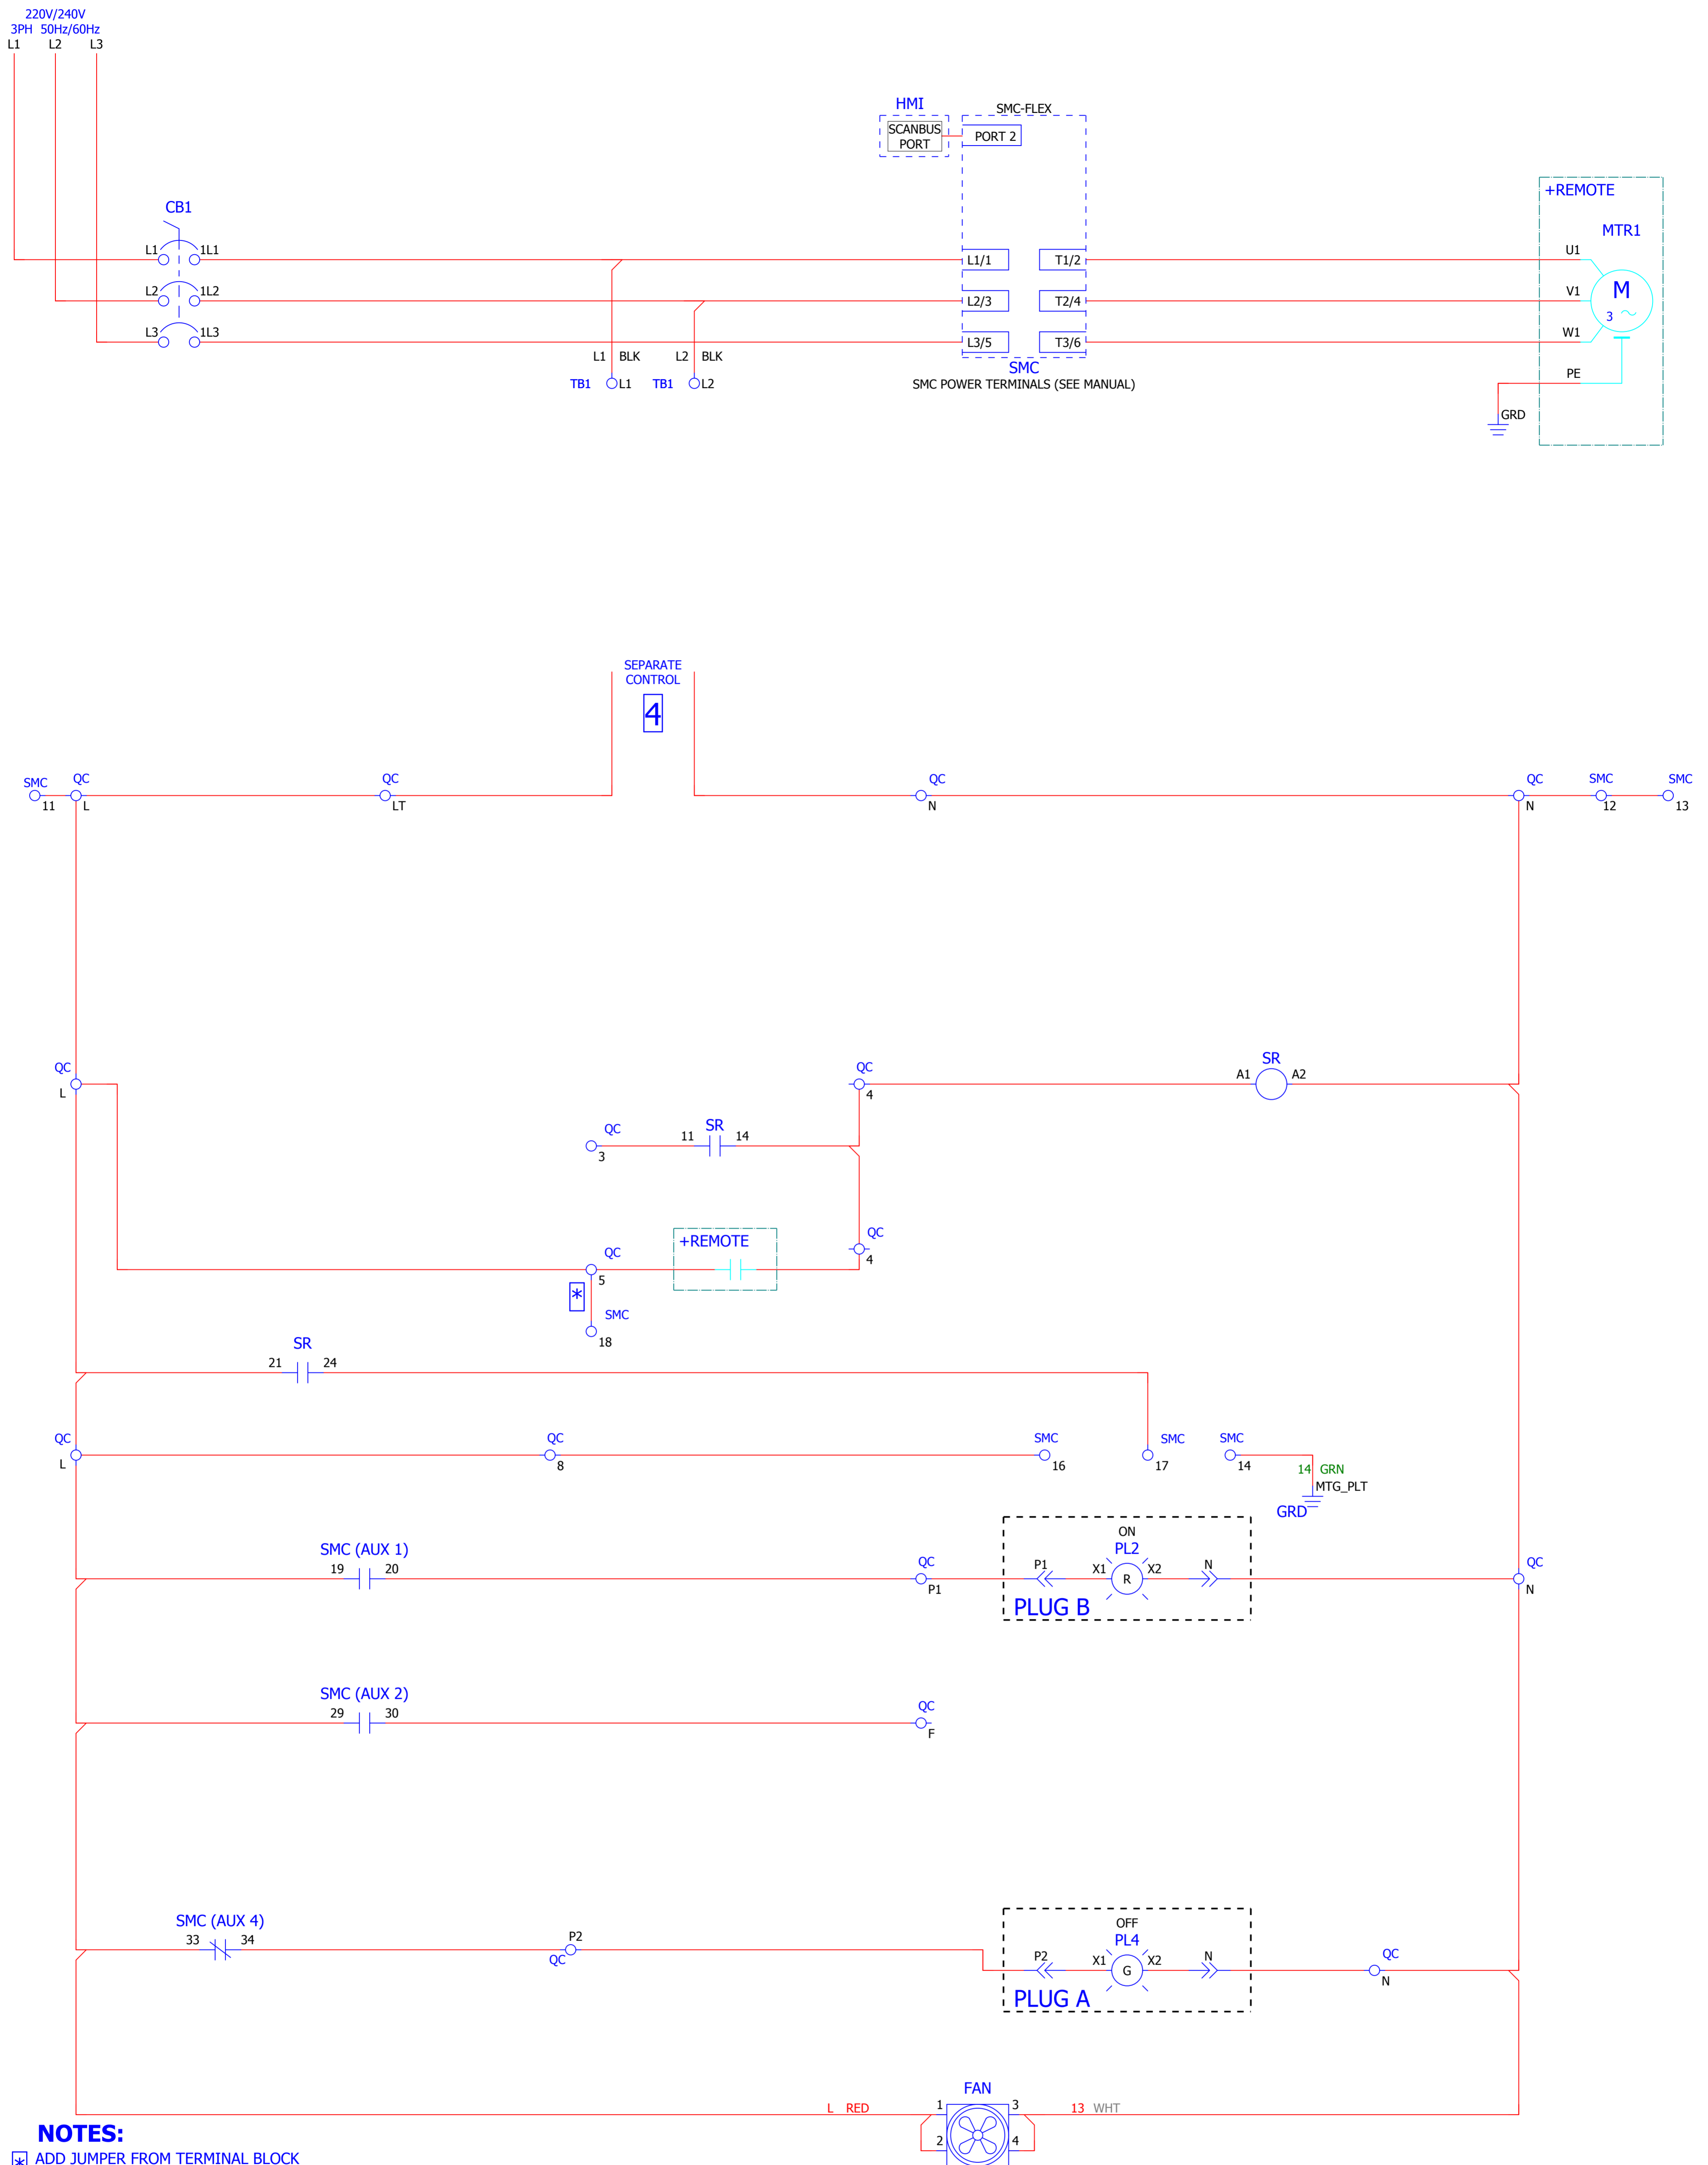 220V/240V
3PH 50Hz/60Hz
L1 L2 L3
HMI
SCANBUS
PORT
SMC-FLEX
PORT 2
+REMOTE
MTR1
CB1
L1 1L1
L1/1 T1/2
U1
L2 1L2
L2/3 T2/4
V1
M
3
L3 1L3
L3/5 T3/6
W1
L1 BLK L2 BLK
TB1 L1 TB1 L2
SMC
SMC POWER TERMINALS (SEE MANUAL)
PE
GRD
SEPARATE
CONTROL
4
SMC QC QC QC QC SMC SMC
11 L LT N N 12 13
QC
L
QC
4
SR
A1 A2
QC
3
SR
11 14
QC
4
+REMOTE
QC
5
*
SMC
18
SR
21 24
QC QC SMC SMC SMC
L 8 16 17 14
14 GRN
MTG_PLT
GRD
SMC (AUX 1)
19 20
QC
P1
ON
PL2
P1 X1 R X2 N
PLUG B
QC
N
SMC (AUX 2)
29 30
QC
F
SMC (AUX 4)
33 34
P2
QC
OFF
PL4
P2 X1 G X2 N
PLUG A
QC
N
FAN
L RED 1 3 13 WHT
2 4
NOTES:
* ADD JUMPER FROM TERMINAL BLOCK